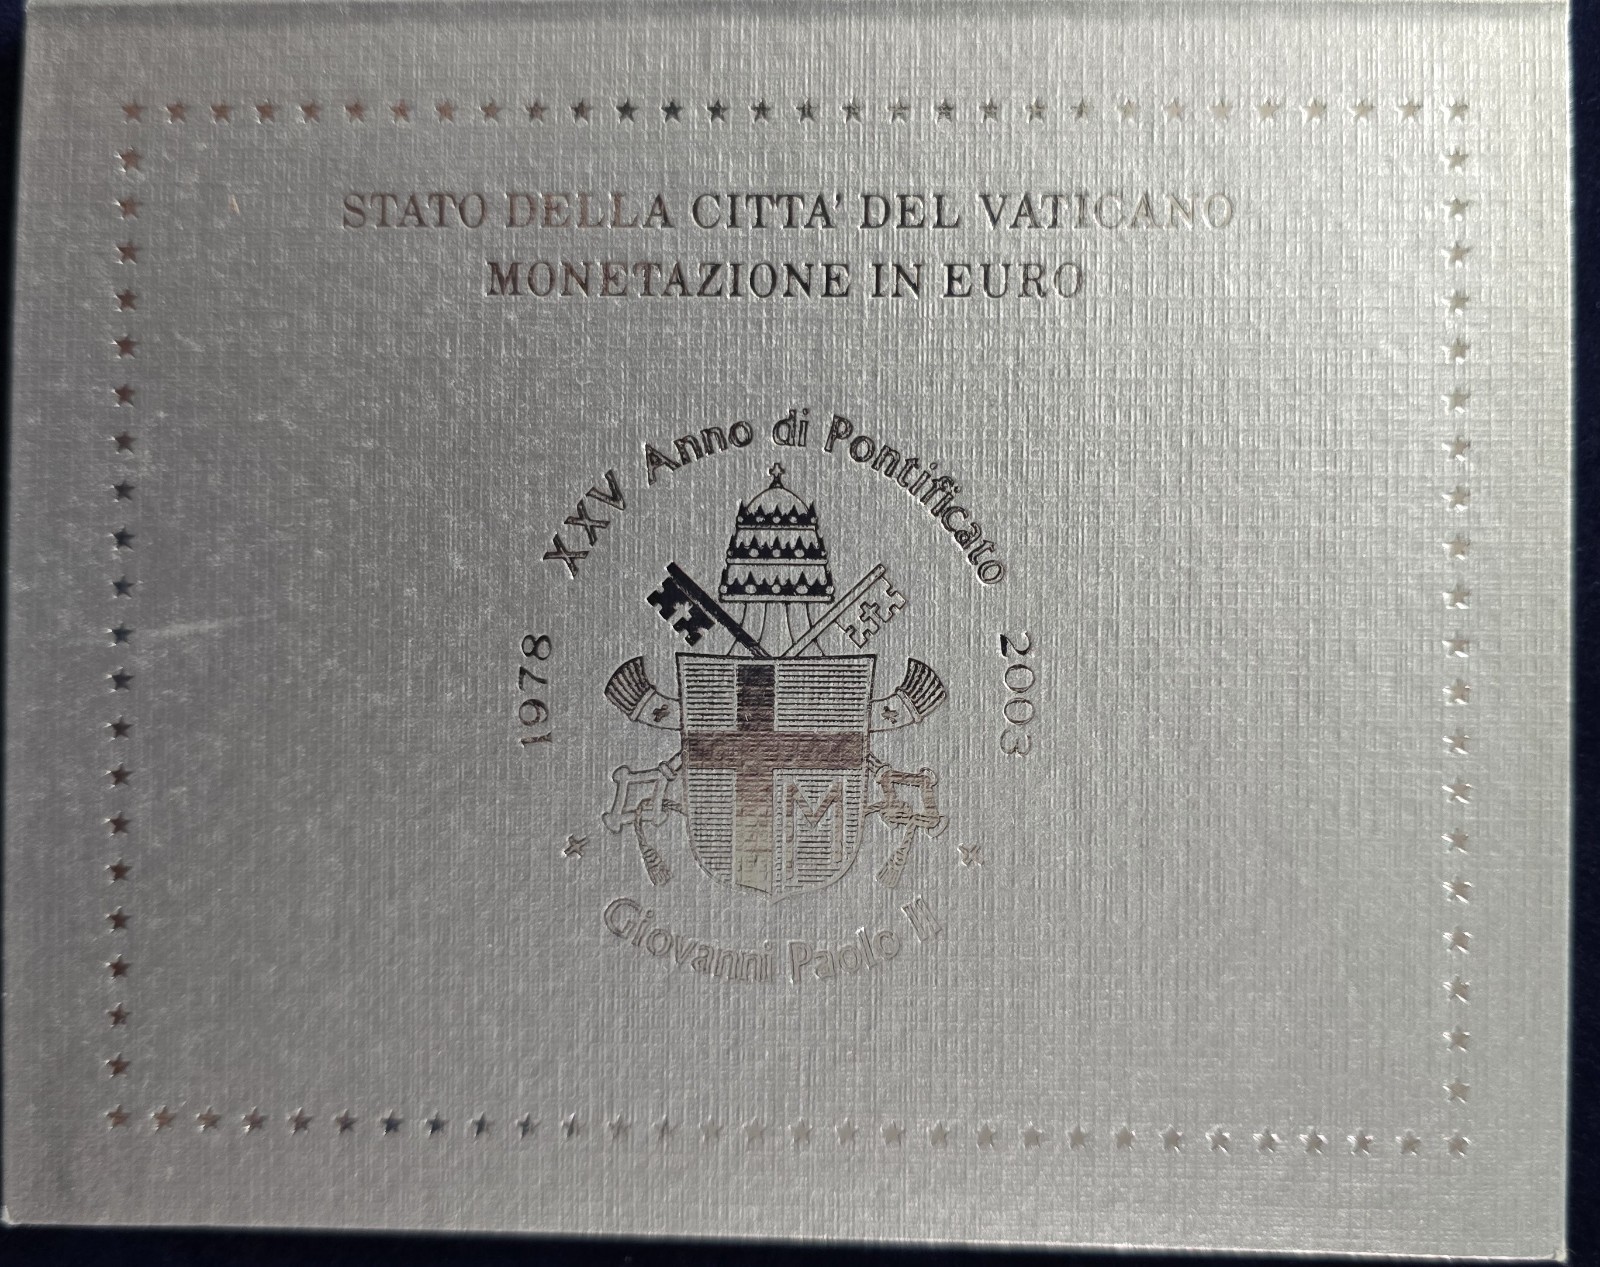 STATO DELLA CITTA' DEL VATICANO
MONETAZIONE IN EURO
XXV Anno di Pontificato
1978
2003
M
Giovanni Paolo II